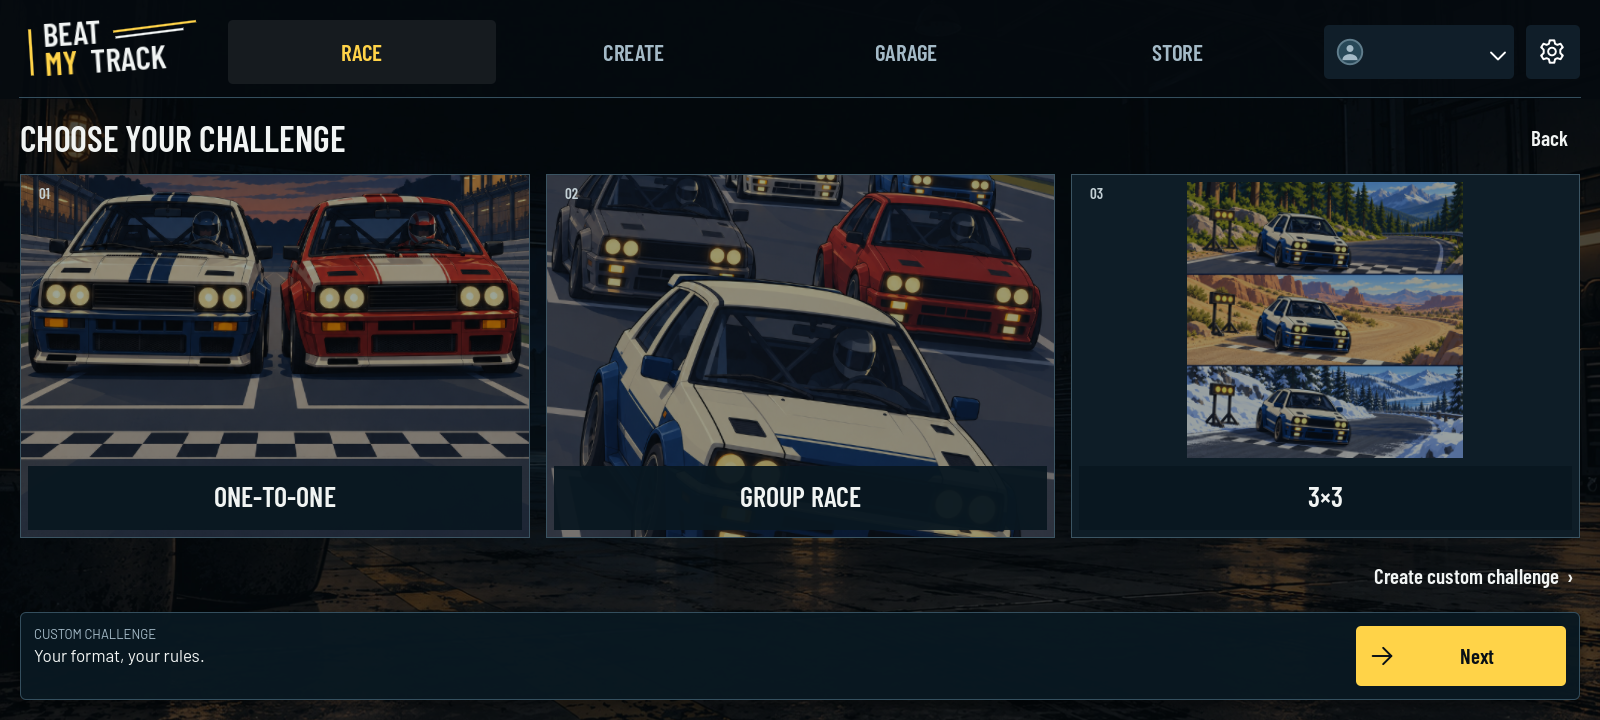 BEAT
MY TRACK
RACE
CREATE
GARAGE
STORE
CHOOSE YOUR CHALLENGE
Back
01
02
03
ONE-TO-ONE
GROUP RACE
3×3
Create custom challenge ›
CUSTOM CHALLENGE
Your format, your rules.
Next